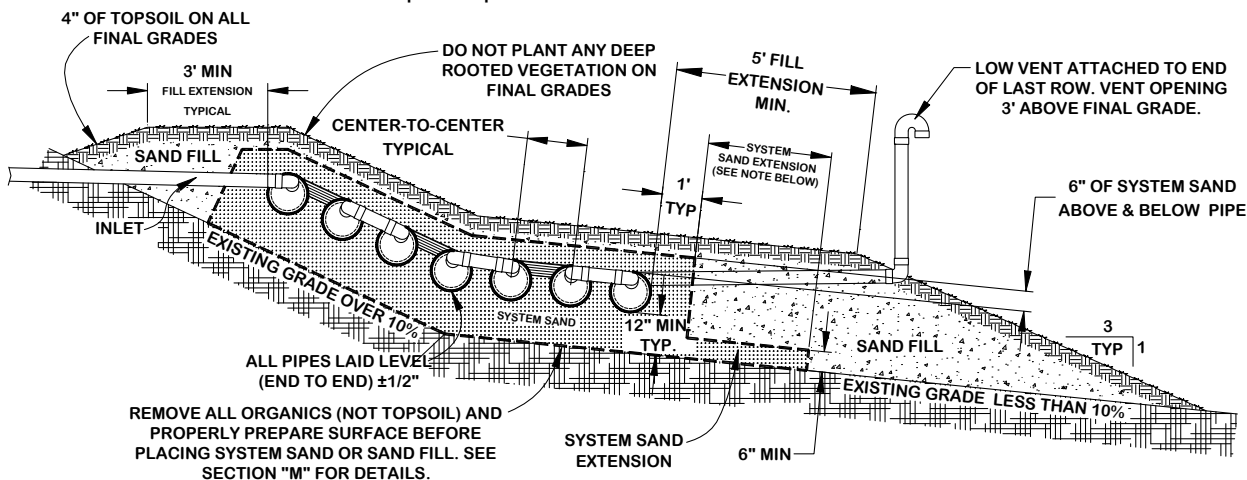 4" OF TOPSOIL ON ALL
FINAL GRADES
3' MIN
FILL EXTENSION
TYPICAL
DO NOT PLANT ANY DEEP
ROOTED VEGETATION ON
FINAL GRADES
5' FILL
EXTENSION
MIN.
LOW VENT ATTACHED TO END
OF LAST ROW. VENT OPENING
3' ABOVE FINAL GRADE.
CENTER-TO-CENTER
TYPICAL
SYSTEM
SAND EXTENSION
(SEE NOTE BELOW)
SAND FILL
1'
TYP
6" OF SYSTEM SAND
ABOVE & BELOW PIPE
INLET
EXISTING GRADE OVER 10%
SYSTEM SAND
12" MIN
TYP.
SAND FILL
3
TYP
1
ALL PIPES LAID LEVEL
(END TO END) ±1/2"
EXISTING GRADE LESS THAN 10%
REMOVE ALL ORGANICS (NOT TOPSOIL) AND
PROPERLY PREPARE SURFACE BEFORE
PLACING SYSTEM SAND OR SAND FILL. SEE
SECTION "M" FOR DETAILS.
SYSTEM SAND
EXTENSION
6" MIN